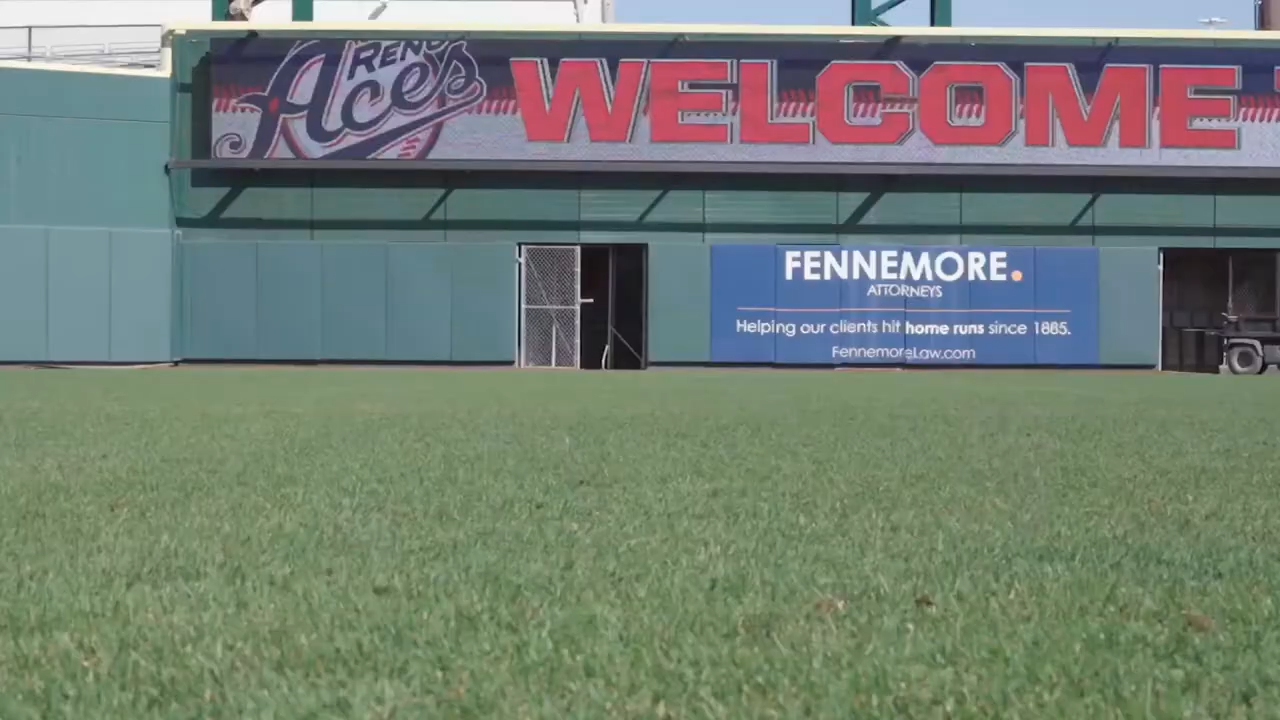 RENO
Aces
WELCOME
FENNEMORE.
ATTORNEYS
Helping our clients hit home runs since 1885.
FennemoreLaw.com